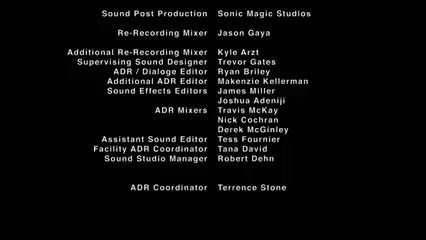 Sound Post Production Sonic Magic Studios
Re-Recording Mixer Jason Gaya
Additional Re-Recording Mixer Kyle Arzt
Supervising Sound Designer Trevor Gates
ADR / Dialoge Editor Ryan Briley
Additional ADR Editor Makenzie Kellerman
Sound Effects Editors James Miller
Joshua Adeniji
ADR Mixers Travis McKay
Nick Cochran
Derek McGinley
Assistant Sound Editor Tess Fournier
Facility ADR Coordinator Tana David
Sound Studio Manager Robert Dehn
ADR Coordinator Terrence Stone